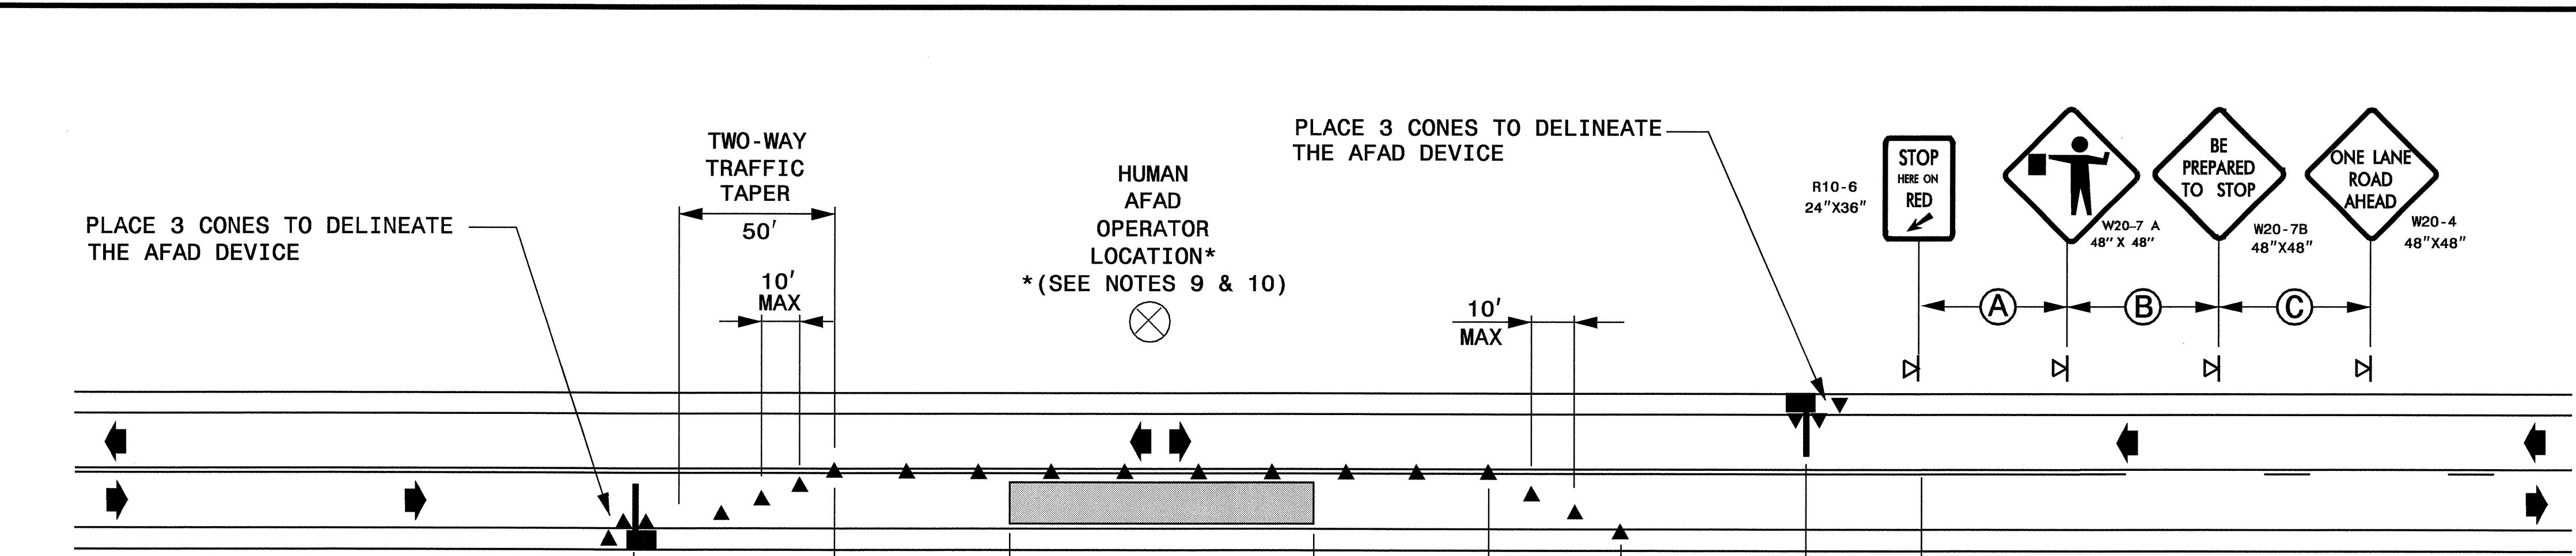 PLACE 3 CONES TO DELINEATE
THE AFAD DEVICE
TWO-WAY
TRAFFIC
TAPER
50'
10'
MAX
HUMAN
AFAD
OPERATOR
LOCATION*
*(SEE NOTES 9 & 10)
PLACE 3 CONES TO DELINEATE
THE AFAD DEVICE
10'
MAX
R10-6
24"X36"
STOP
HERE ON
RED
W20-7 A
48" X 48"
BE
PREPARED
TO STOP
W20-7B
48"X48"
ONE LANE
ROAD
AHEAD
W20-4
48"X48"
A
B
C